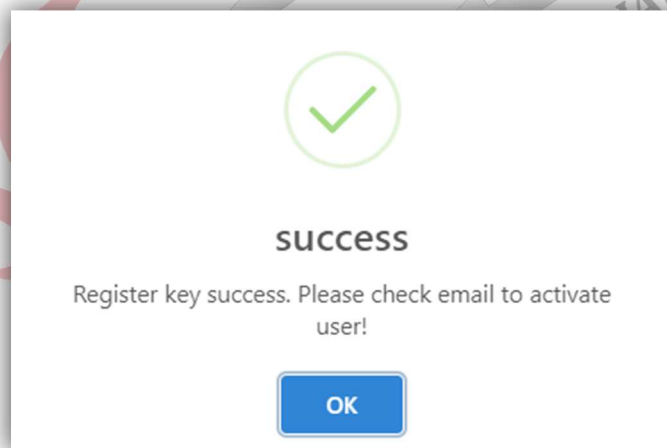 success
Register key success. Please check email to activate
user!
OK